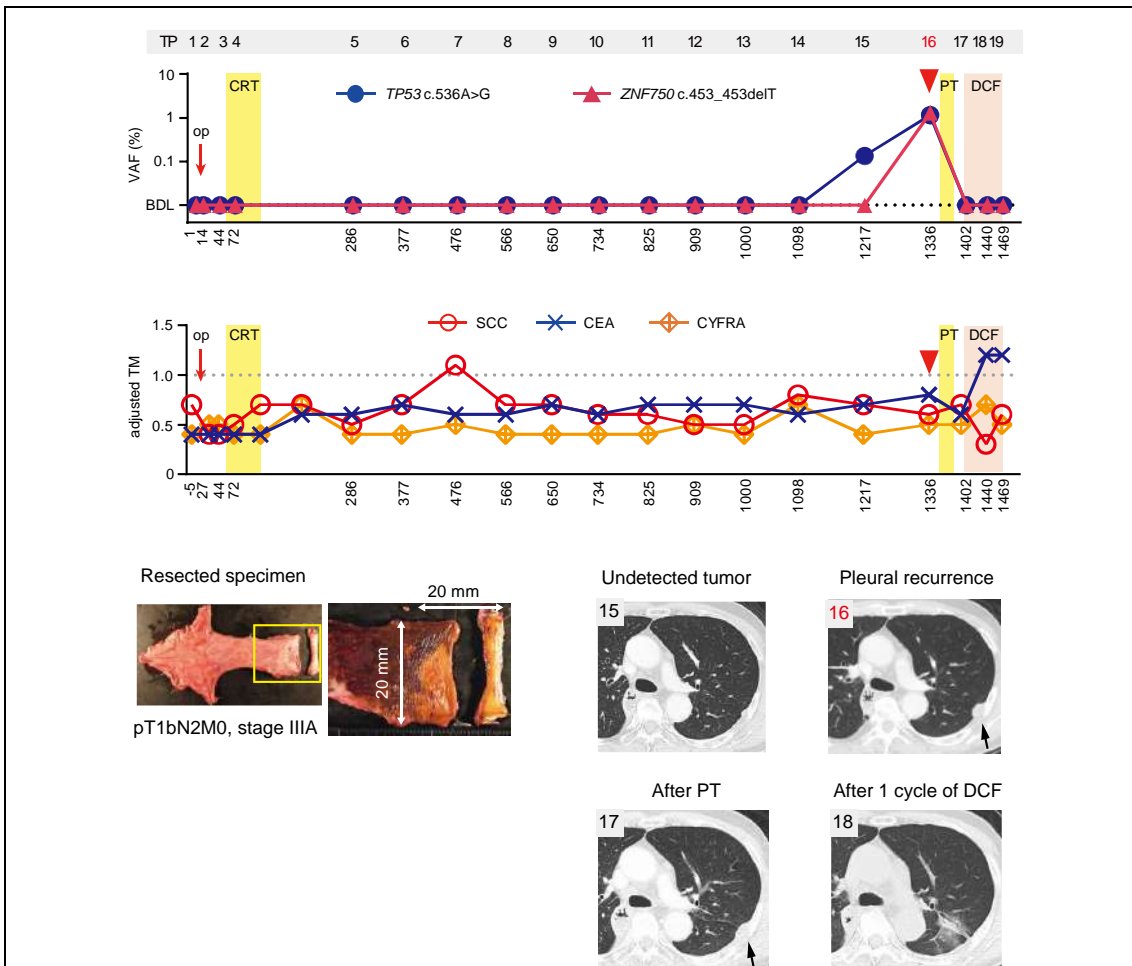 TP 1 2 3 4 5 6 7 8 9 10 11 12 13 14 15 16 17 18 19
10
CRT
TP53 c.536A>G
ZNF750 c.453_453delT
PT
DCF
1
op
0.1
BDL
VAF (%)
1 14 44 72 286 377 476 566 650 734 825 909 1000 1098 1217 1336 1402 1440 1469
SCC CEA CYFRA
1.5
op
CRT
PT
DCF
1.0
0.5
0
adjusted TM
-5 27 44 72 286 377 476 566 650 734 825 909 1000 1098 1217 1336 1402 1440 1469
Resected specimen
20 mm
20 mm
pT1bN2M0, stage IIIA
Undetected tumor
15
Pleural recurrence
16
After PT
17
After 1 cycle of DCF
18